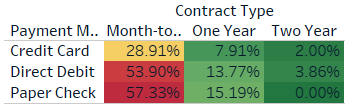 Contract Type
Payment M.. Month-to.. One Year Two Year
Credit Card 28.91% 7.91% 2.00%
Direct Debit 53.90% 13.77% 3.86%
Paper Check 57.33% 15.19% 0.00%